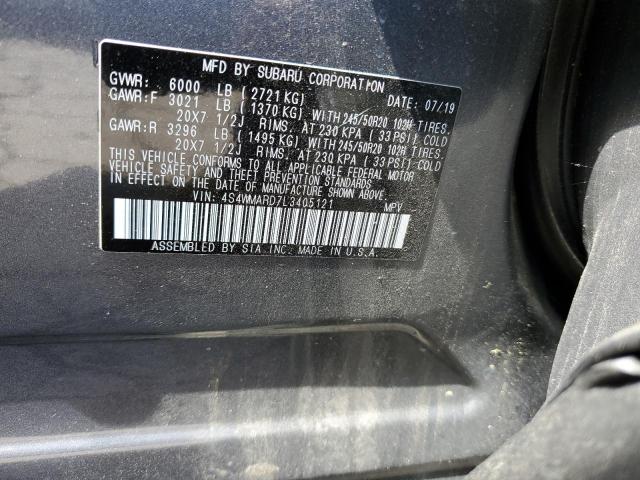 MFD BY SUBARU CORPORATION
GVWR: 6000 LB (2721 KG) DATE: 07/19
GAWR:F 3021 LB (1370 KG) WITH 245/50R20 102H TIRES.
20X7 1/2J RIMS. AT 230 KPA (33 PSI) COLD
GAWR:R 3296 LB (1495 KG) WITH 245/50R20 102H TIRES.
20X7 1/2J RIMS. AT 230 KPA (33 PSI) COLD
THIS VEHICLE CONFORMS TO ALL APPLICABLE FEDERAL MOTOR
VEHICLE SAFETY AND THEFT PREVENTION STANDARDS
IN EFFECT ON THE DATE OF MANUFACTURE SHOWN ABOVE.
VIN: 4S4WMARD7L3405121 MPV
ASSEMBLED BY SIA INC. MADE IN U.S.A.